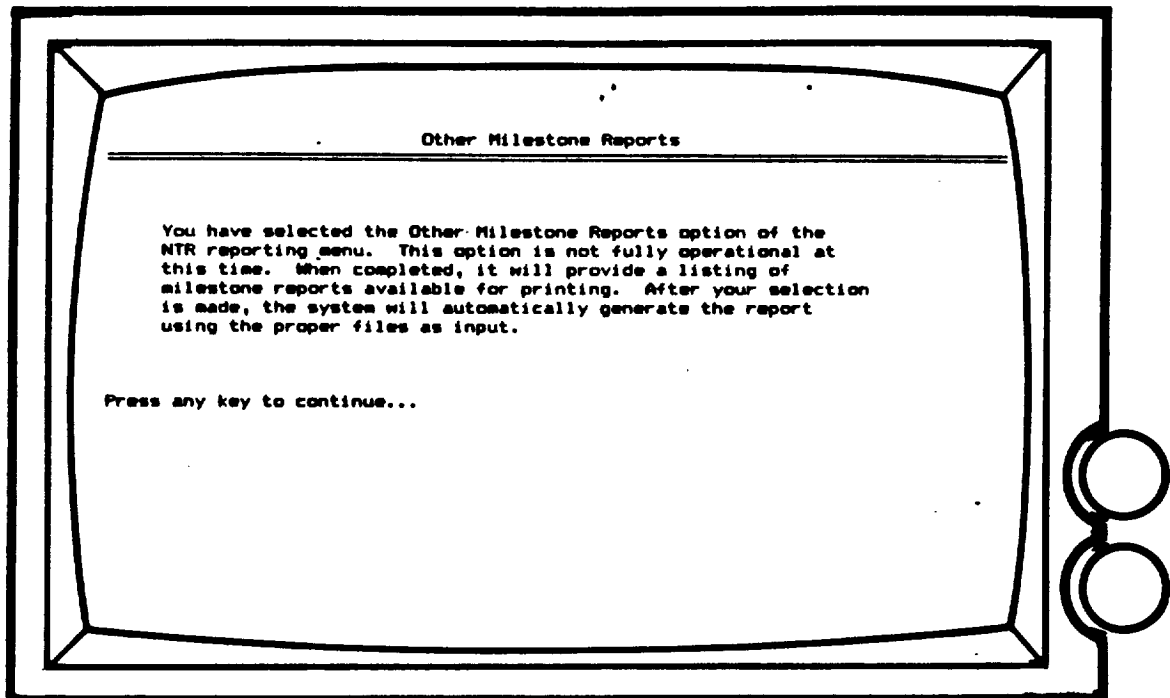 Other Milestone Reports
You have selected the Other Milestone Reports option of the
NTR reporting menu. This option is not fully operational at
this time. When completed, it will provide a listing of
milestone reports available for printing. After your selection
is made, the system will automatically generate the report
using the proper files as input.
Press any key to continue...